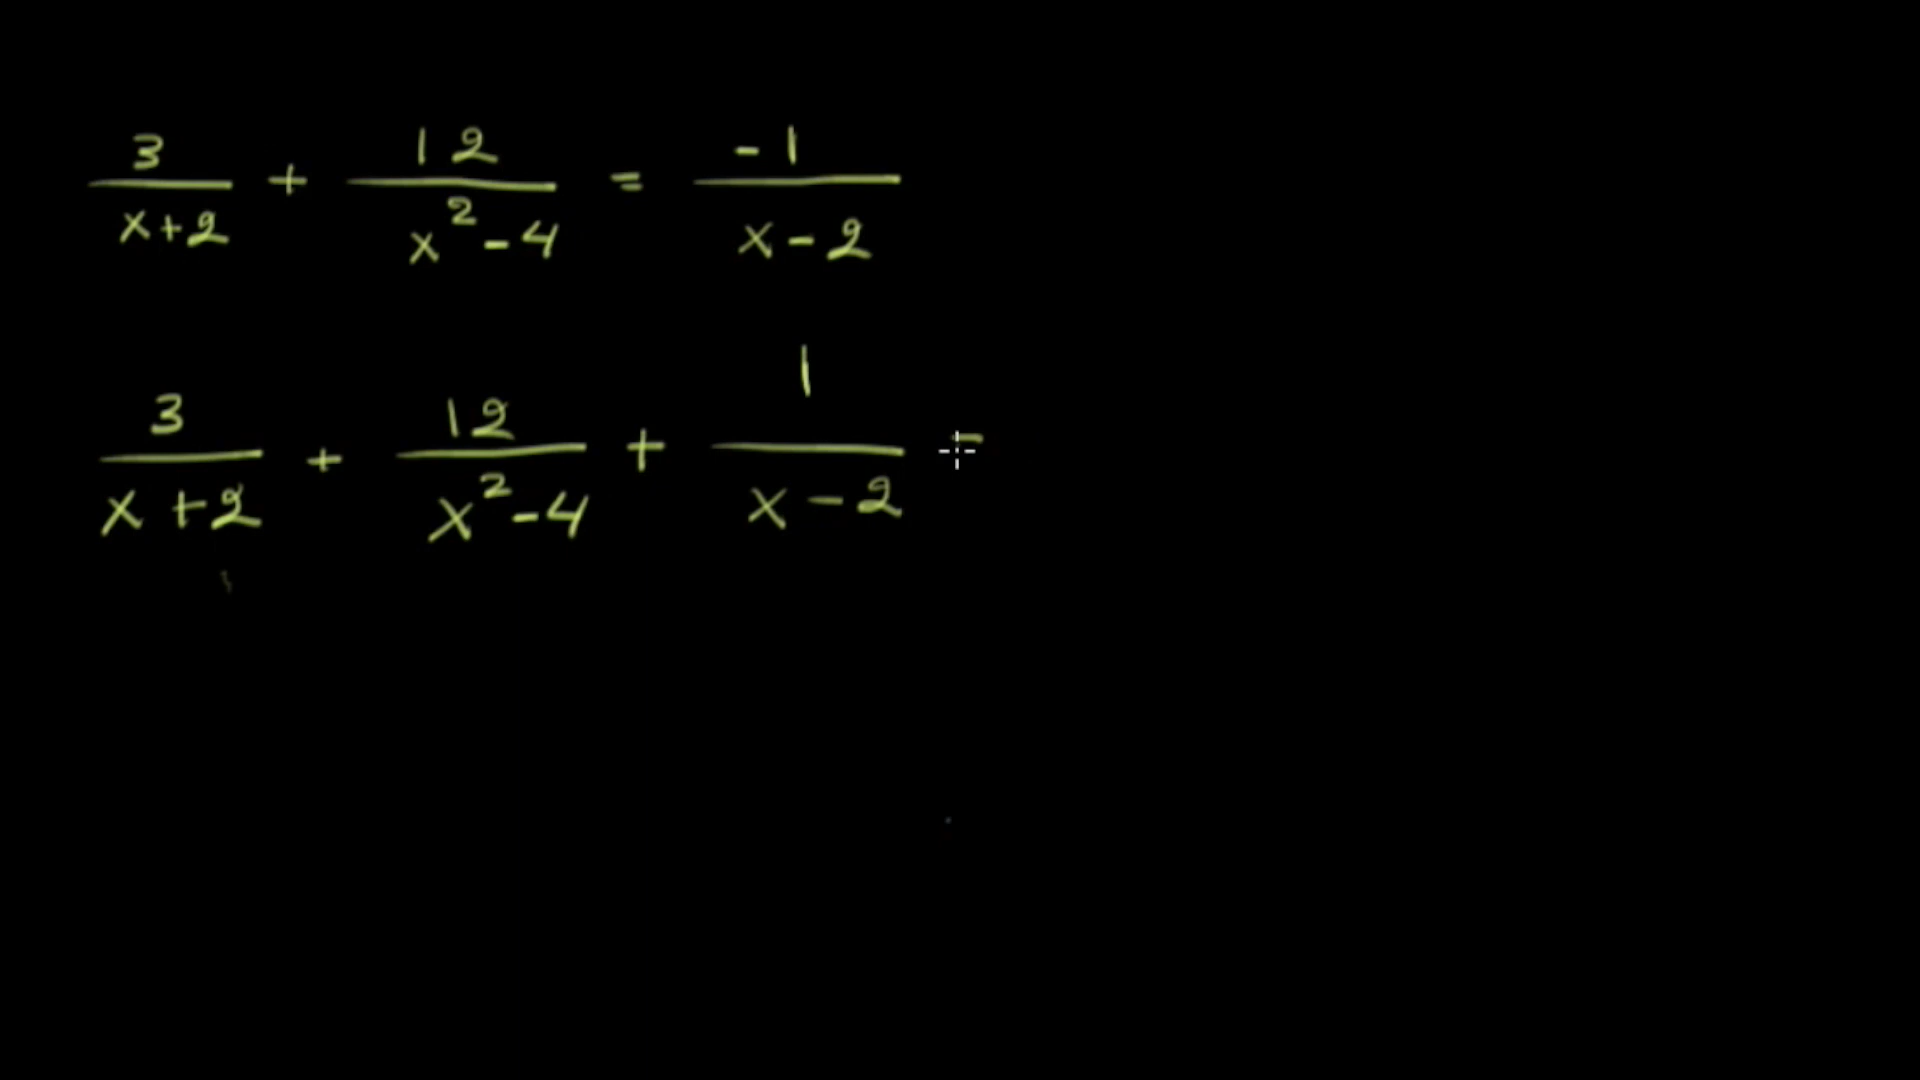 3/(x+2) + 12/(x²-4) = -1/(x-2)
3/(x+2) + 12/(x²-4) + 1/(x-2) =